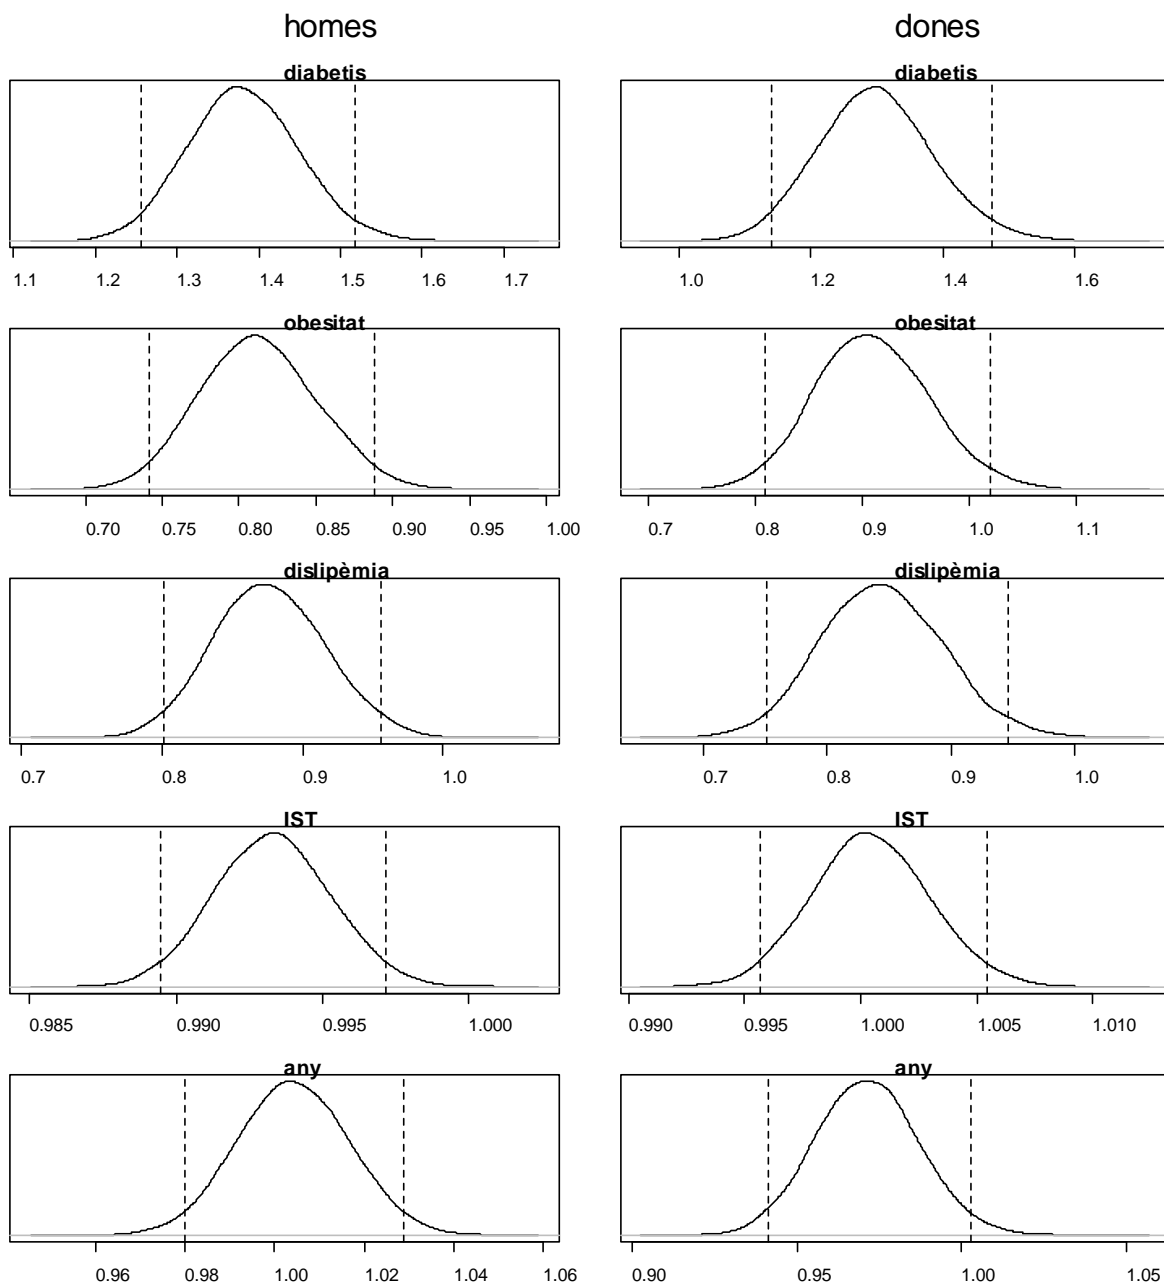 homes dones
diabetis diabetis
1.1 1.2 1.3 1.4 1.5 1.6 1.7 1.0 1.2 1.4 1.6
obesitat obesitat
0.70 0.75 0.80 0.85 0.90 0.95 1.00 0.7 0.8 0.9 1.0 1.1
dislipèmia dislipèmia
0.7 0.8 0.9 1.0 0.7 0.8 0.9 1.0
IST IST
0.985 0.990 0.995 1.000 0.990 0.995 1.000 1.005 1.010
any any
0.96 0.98 1.00 1.02 1.04 1.06 0.90 0.95 1.00 1.05